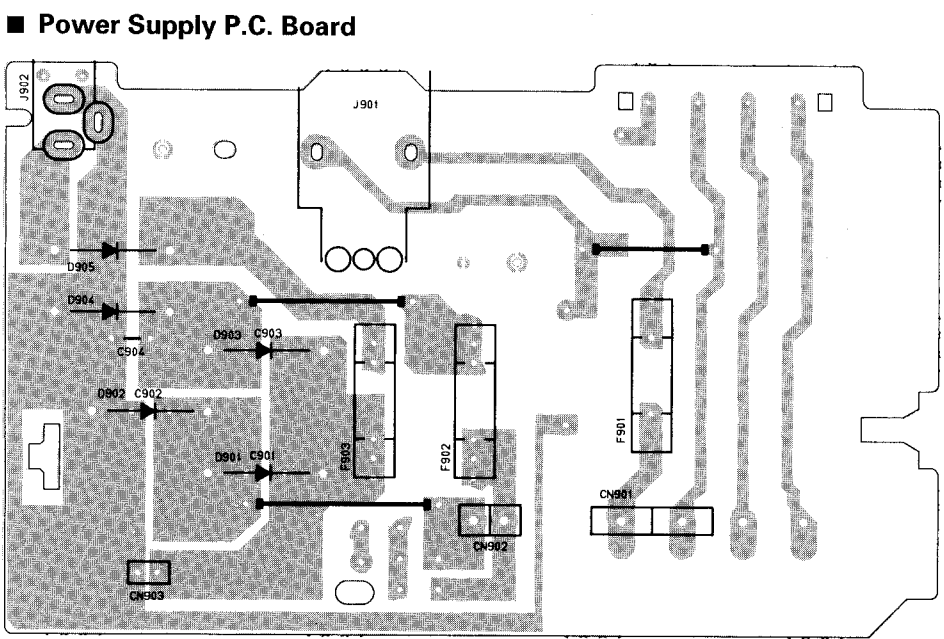 ■ Power Supply P.C. Board
J902
J901
D905
D904
D903 C903
C904
D902 C902
F901
F903
F902
D901 C901
CN901
CN902
CN903